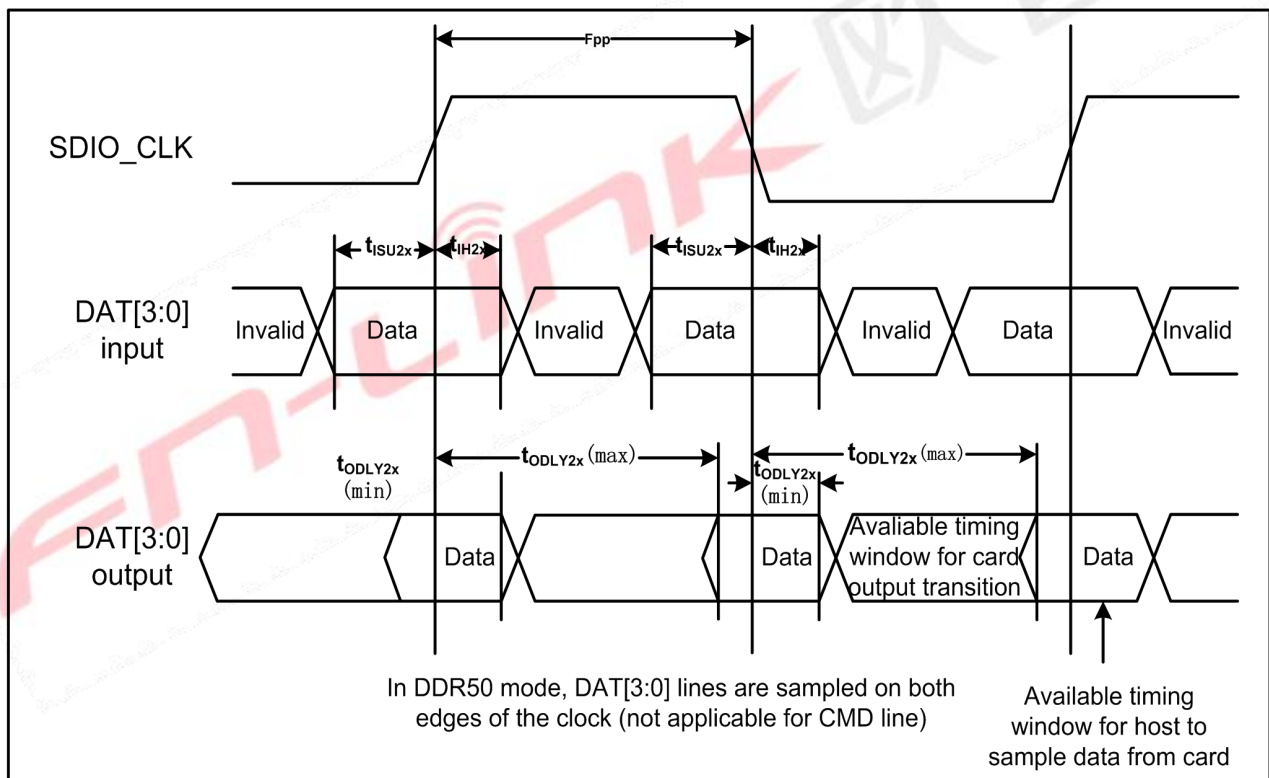 Fpp
SDIO_CLK
tISU2x
tIH2x
tISU2x
tIH2x
DAT[3:0]
input
Invalid
Data
Invalid
Data
Invalid
Data
Invalid
tODLY2x
(min)
tODLY2x(max)
tODLY2x
(min)
tODLY2x(max)
DAT[3:0]
output
Data
Data
Avaliable timing
window for card
output transition
Data
In DDR50 mode, DAT[3:0] lines are sampled on both
edges of the clock (not applicable for CMD line)
Available timing
window for host to
sample data from card
Fn-Link
欧